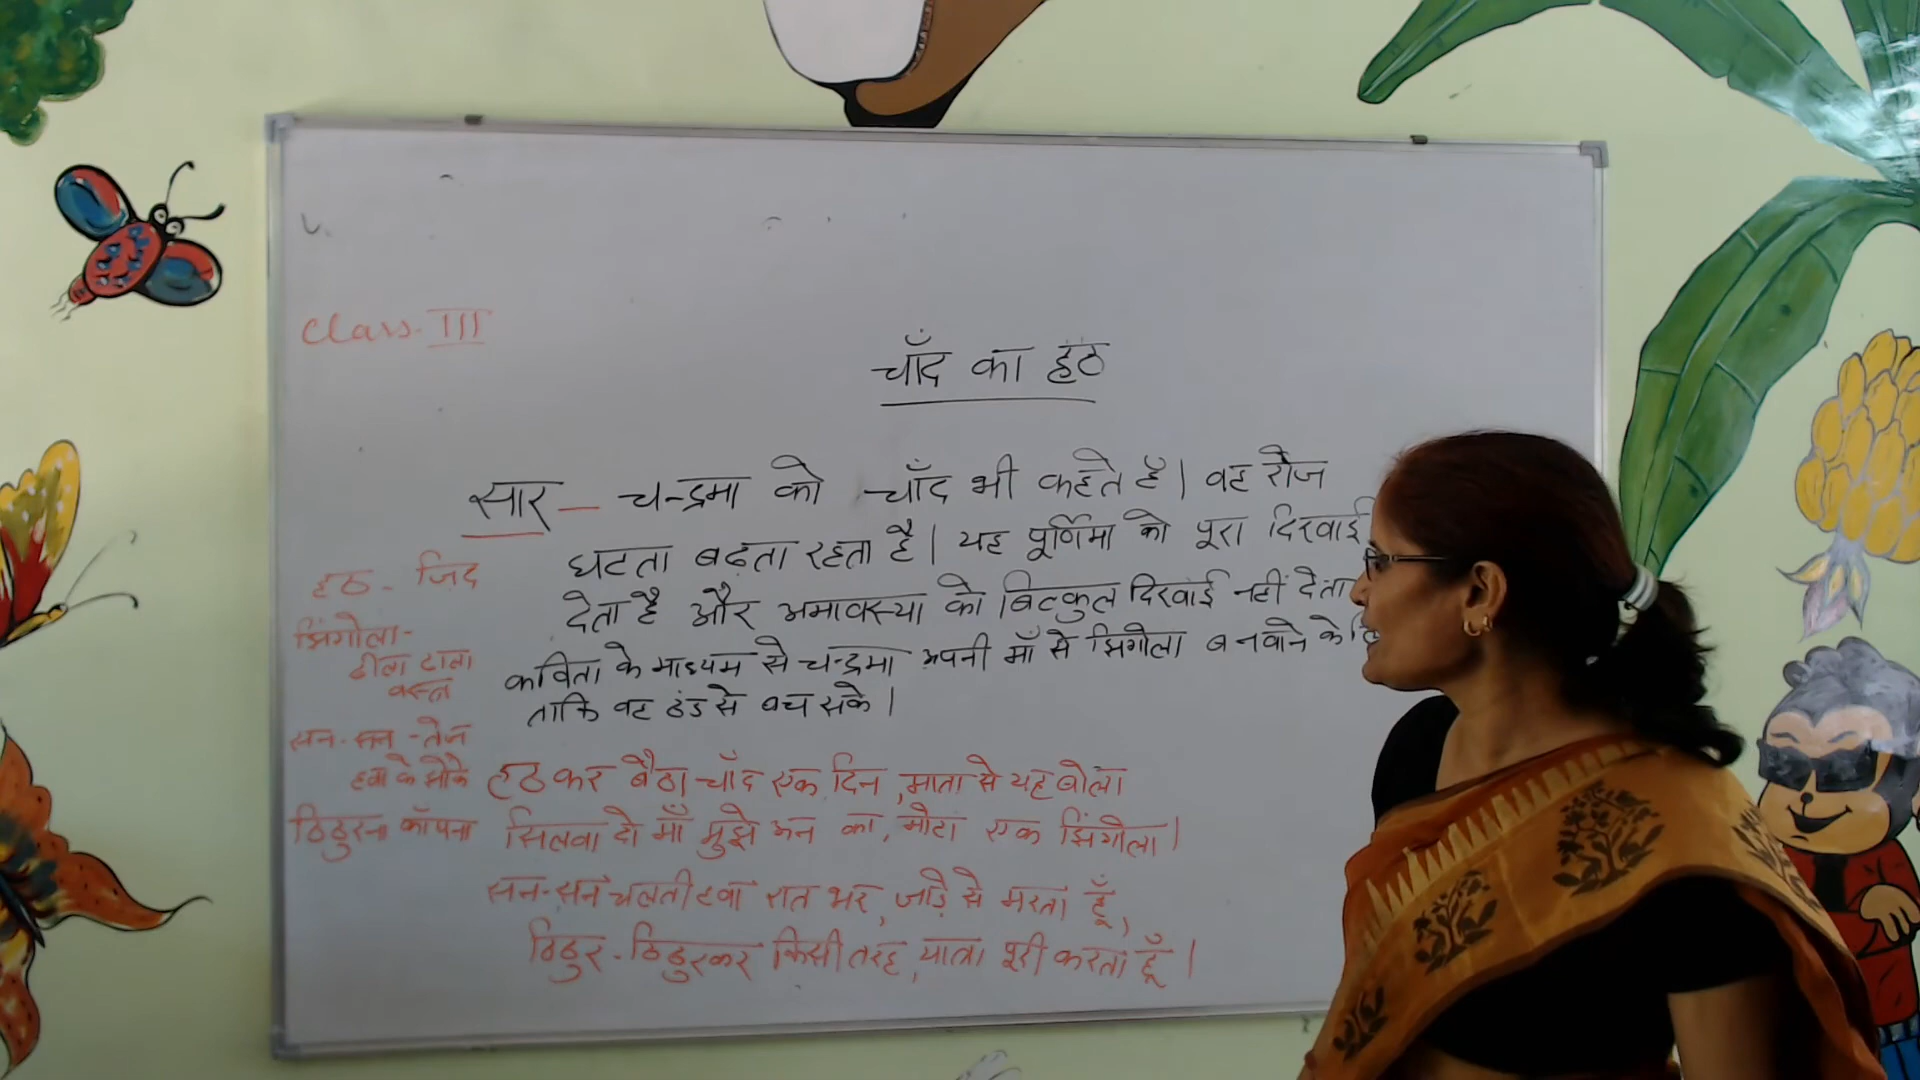 Class-III
चाँद का हठ
सार - चन्द्रमा को चाँद भी कहते है। वह रोज
घटता बढ़ता रहता है। यह पूर्णिमा को पूरा दिखाई
देता है और अमावस्या को बिल्कुल दिखाई नहीं देता
कविता के माध्यम से चन्द्रमा अपनी माँ से झिंगोला बनवाने के
ताकि वह ठंड से बच सके।
हठ - जिद
झिंगोला-
ढीला ढाला
वस्त्र
सन-सन -तेज
हवा के झोंके
ठिठुरना काँपना
हठ कर बैठा चाँद एक दिन, माता से यह बोला
सिलवा दो माँ मुझे ऊन का, मोटा एक झिंगोला।
सन-सन चलती हवा रात भर, जाड़े से मरता हूँ,
ठिठुर-ठिठुरकर किसी तरह, यात्रा पूरी करता हूँ।